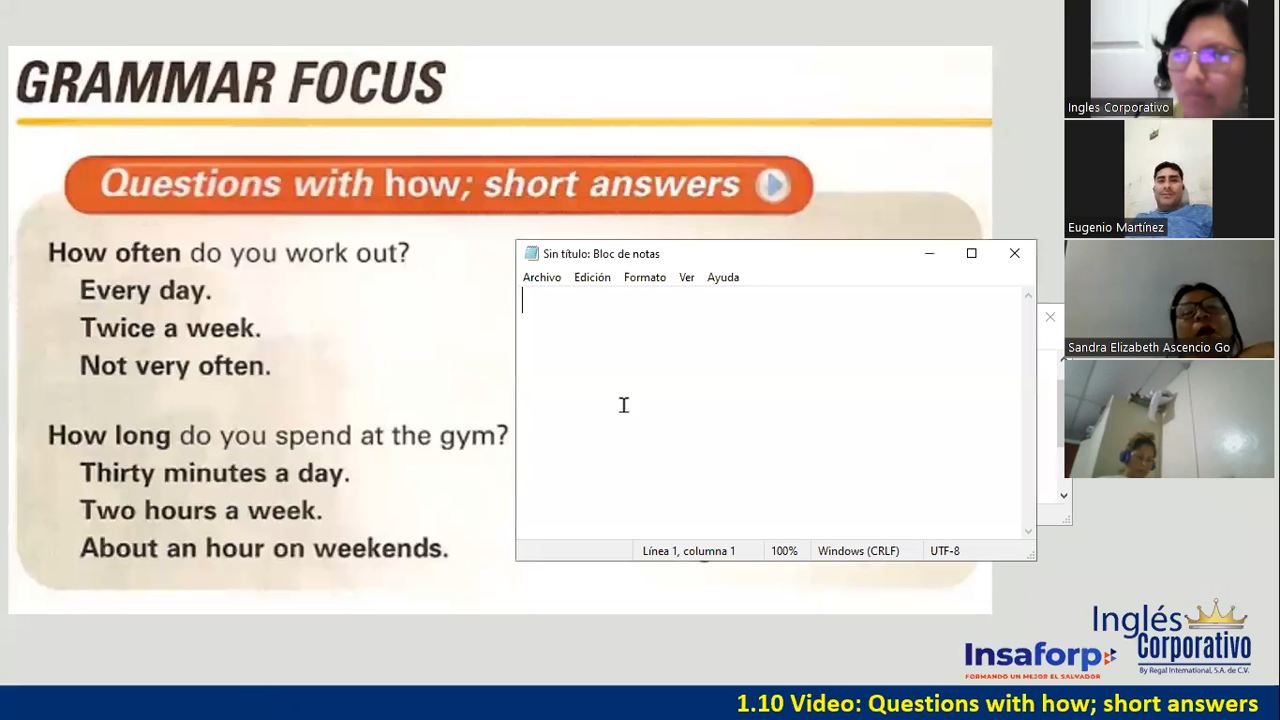 GRAMMAR FOCUS
Questions with how; short answers
How often do you work out?
Every day.
Twice a week.
Not very often.
How long do you spend at the gym?
Thirty minutes a day.
Two hours a week.
About an hour on weekends.
Sin título: Bloc de notas
Archivo Edición Formato Ver Ayuda
Línea 1, columna 1 100% Windows (CRLF) UTF-8
Ingles Corporativo
Eugenio Martínez
Sandra Elizabeth Ascencio Go
Insaforp
FORMANDO UN MEJOR EL SALVADOR
Inglés
Corporativo
By Regal International, S.A. de C.V.
1.10 Video: Questions with how; short answers